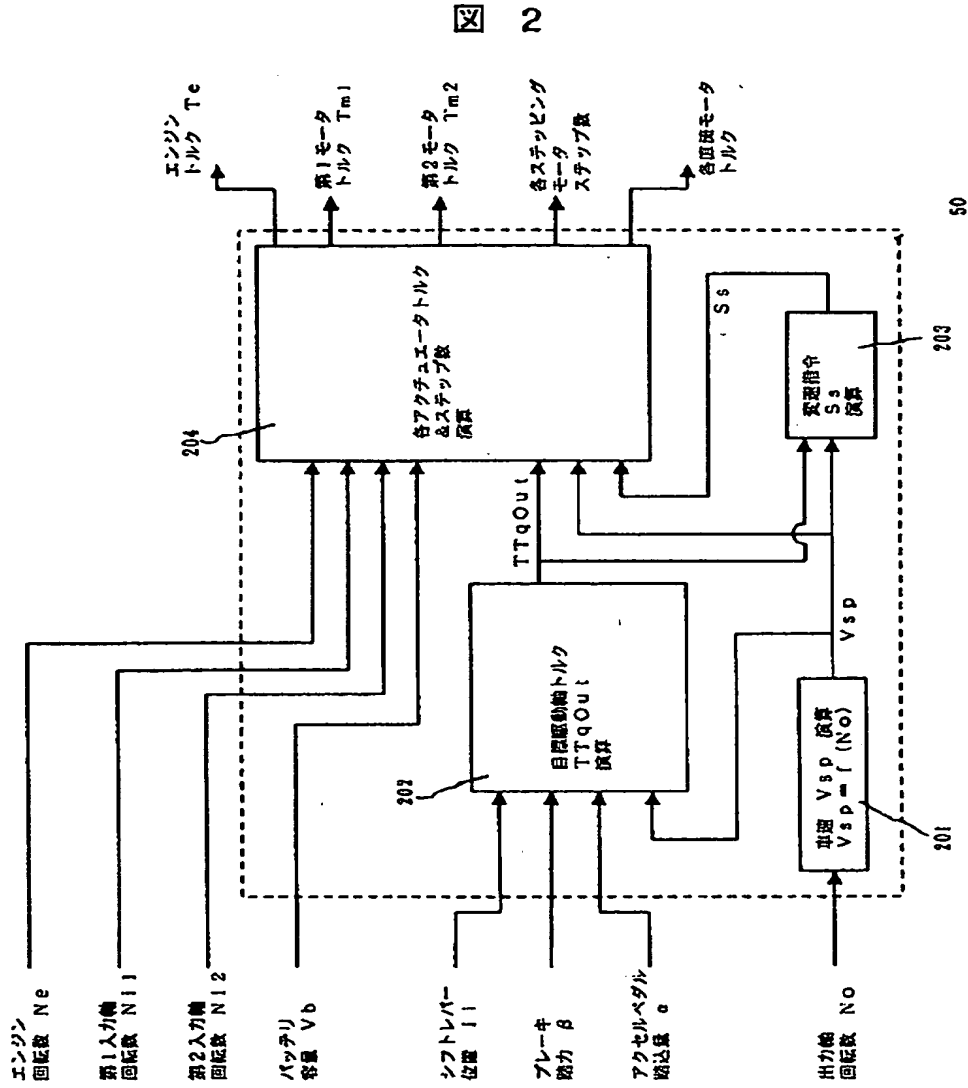 図 2
エンジン
回転数 Ne
第1入力軸
回転数 Ni1
第2入力軸
回転数 Ni2
バッテリ
容量 Vb
シフトレバー
位置 Ii
ブレーキ
踏力 β
アクセルペダル
踏込量 α
出力軸
回転数 No
204
各アクチュエータトルク
&ステップ数
演算
202
目標駆動軸トルク
TTqOut
演算
TTqOut
201
車速 Vsp 演算
Vsp=f(No)
Vsp
203
変速指令
Ss
演算
Ss
エンジン
トルク Te
第1モータ
トルク Tm1
第2モータ
トルク Tm2
各ステッピング
モータ
ステップ数
各直流モータ
トルク
50